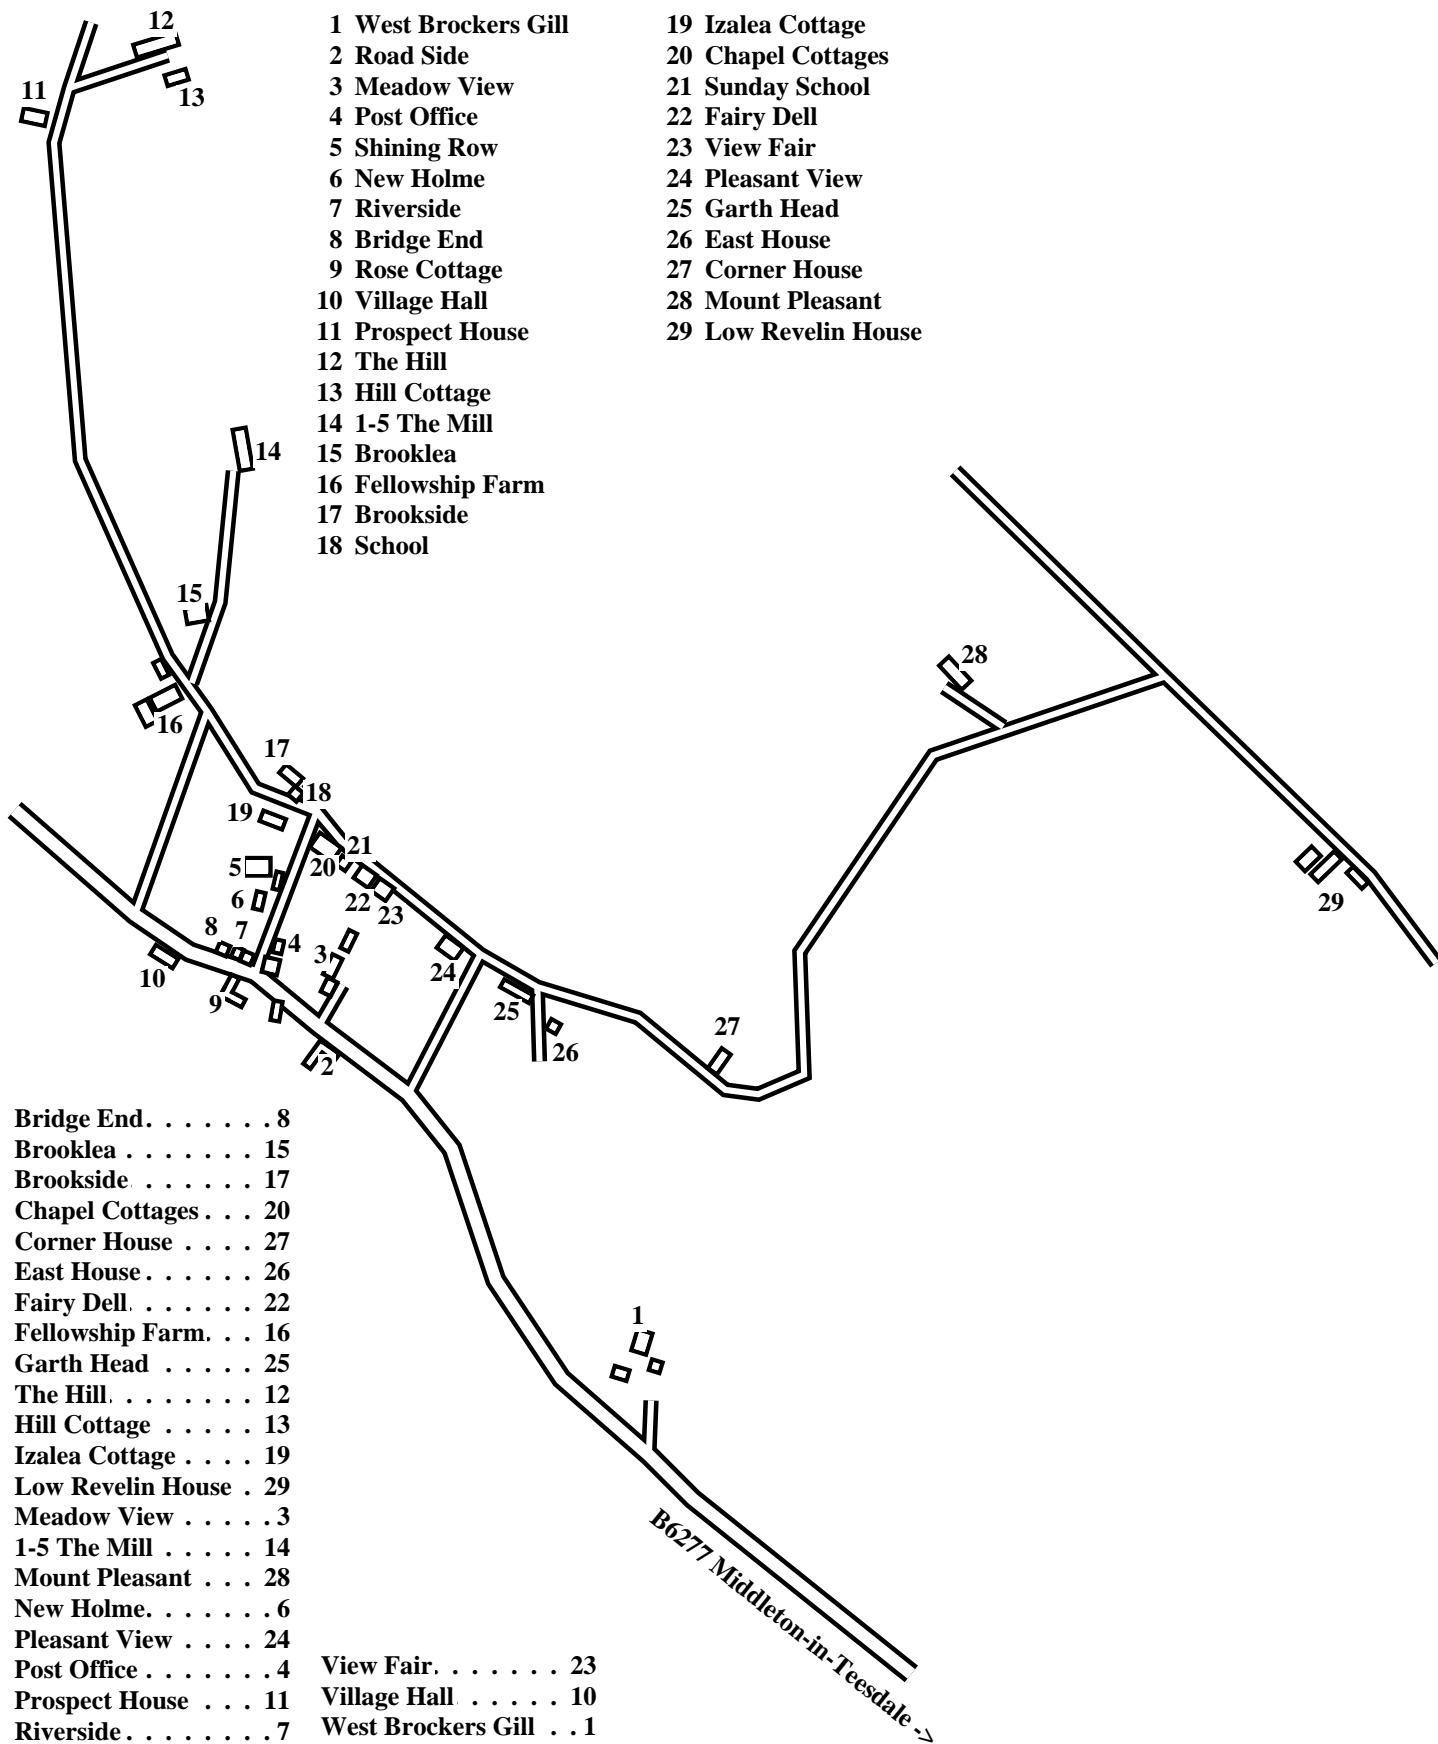 1 West Brockers Gill
2 Road Side
3 Meadow View
4 Post Office
5 Shining Row
6 New Holme
7 Riverside
8 Bridge End
9 Rose Cottage
10 Village Hall
11 Prospect House
12 The Hill
13 Hill Cottage
14 1-5 The Mill
15 Brooklea
16 Fellowship Farm
17 Brookside
18 School
19 Izalea Cottage
20 Chapel Cottages
21 Sunday School
22 Fairy Dell
23 View Fair
24 Pleasant View
25 Garth Head
26 East House
27 Corner House
28 Mount Pleasant
29 Low Revelin House
12
11
13
14
15
28
16
17
18
19
21
5
20
6
22
23
8
7
4
3
24
29
10
9
25
27
26
2
1
B6277 Middleton-in-Teesdale ->
Bridge End. . . . . . . 8
Brooklea . . . . . . . 15
Brookside. . . . . . . 17
Chapel Cottages . . . 20
Corner House . . . . 27
East House . . . . . . 26
Fairy Dell. . . . . . . 22
Fellowship Farm. . . 16
Garth Head . . . . . 25
The Hill. . . . . . . . 12
Hill Cottage . . . . . 13
Izalea Cottage . . . . 19
Low Revelin House . 29
Meadow View . . . . . 3
1-5 The Mill . . . . . 14
Mount Pleasant . . . 28
New Holme. . . . . . . 6
Pleasant View . . . . 24
Post Office . . . . . . . 4
Prospect House . . . 11
Riverside . . . . . . . . 7
View Fair. . . . . . . 23
Village Hall. . . . . . 10
West Brockers Gill . . 1